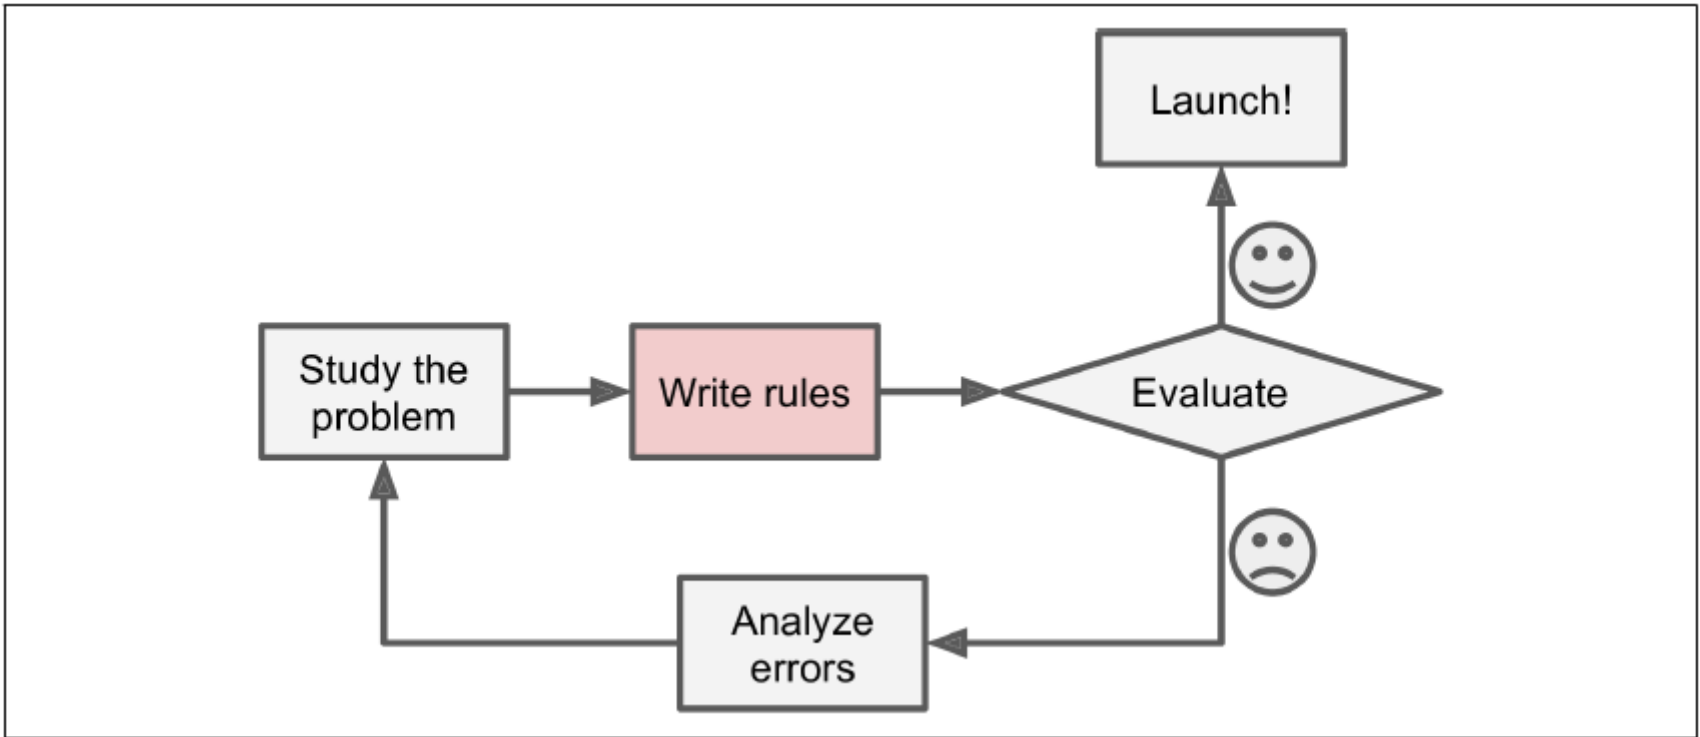 Launch!
Study the
problem
Write rules
Evaluate
Analyze
errors